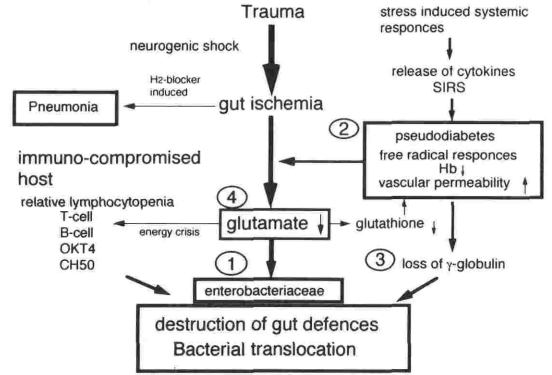 Trauma
stress induced systemic
responces
neurogenic shock
release of cytokines
SIRS
H2-blocker
induced
Pneumonia
gut ischemia
2
pseudodiabetes
free radical responces
Hb ↓
vascular permeability ↑
immuno-compromised
host
relative lymphocytopenia
T-cell
B-cell
OKT4
CH50
energy crisis
4
glutamate ↓
glutathione ↓
1
3
loss of γ-globulin
enterobacteriaceae
destruction of gut defences
Bacterial translocation